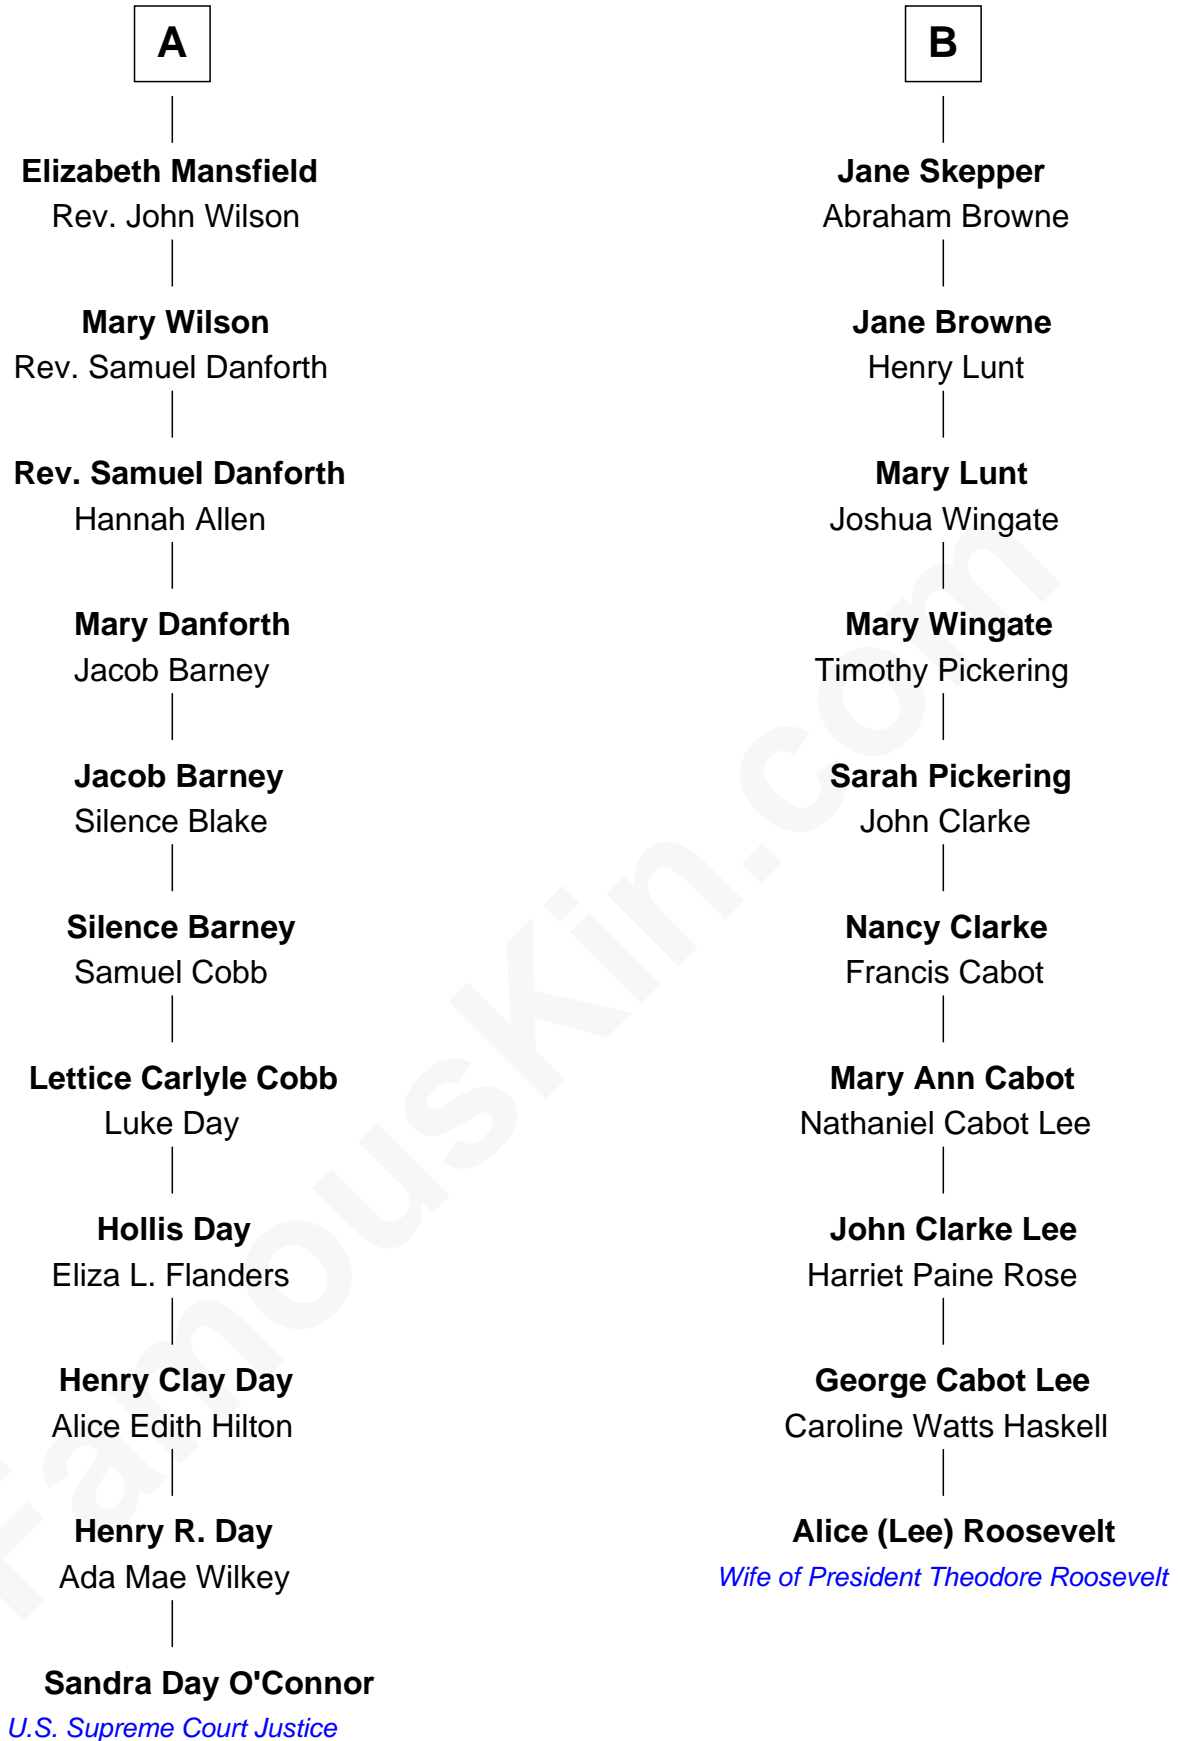 A
Elizabeth Mansfield
Rev. John Wilson
Mary Wilson
Rev. Samuel Danforth
Rev. Samuel Danforth
Hannah Allen
Mary Danforth
Jacob Barney
Jacob Barney
Silence Blake
Silence Barney
Samuel Cobb
Lettice Carlyle Cobb
Luke Day
Hollis Day
Eliza L. Flanders
Henry Clay Day
Alice Edith Hilton
Henry R. Day
Ada Mae Wilkey
Sandra Day O'Connor
U.S. Supreme Court Justice
B
Jane Skepper
Abraham Browne
Jane Browne
Henry Lunt
Mary Lunt
Joshua Wingate
Mary Wingate
Timothy Pickering
Sarah Pickering
John Clarke
Nancy Clarke
Francis Cabot
Mary Ann Cabot
Nathaniel Cabot Lee
John Clarke Lee
Harriet Paine Rose
George Cabot Lee
Caroline Watts Haskell
Alice (Lee) Roosevelt
Wife of President Theodore Roosevelt
FamousKin.com